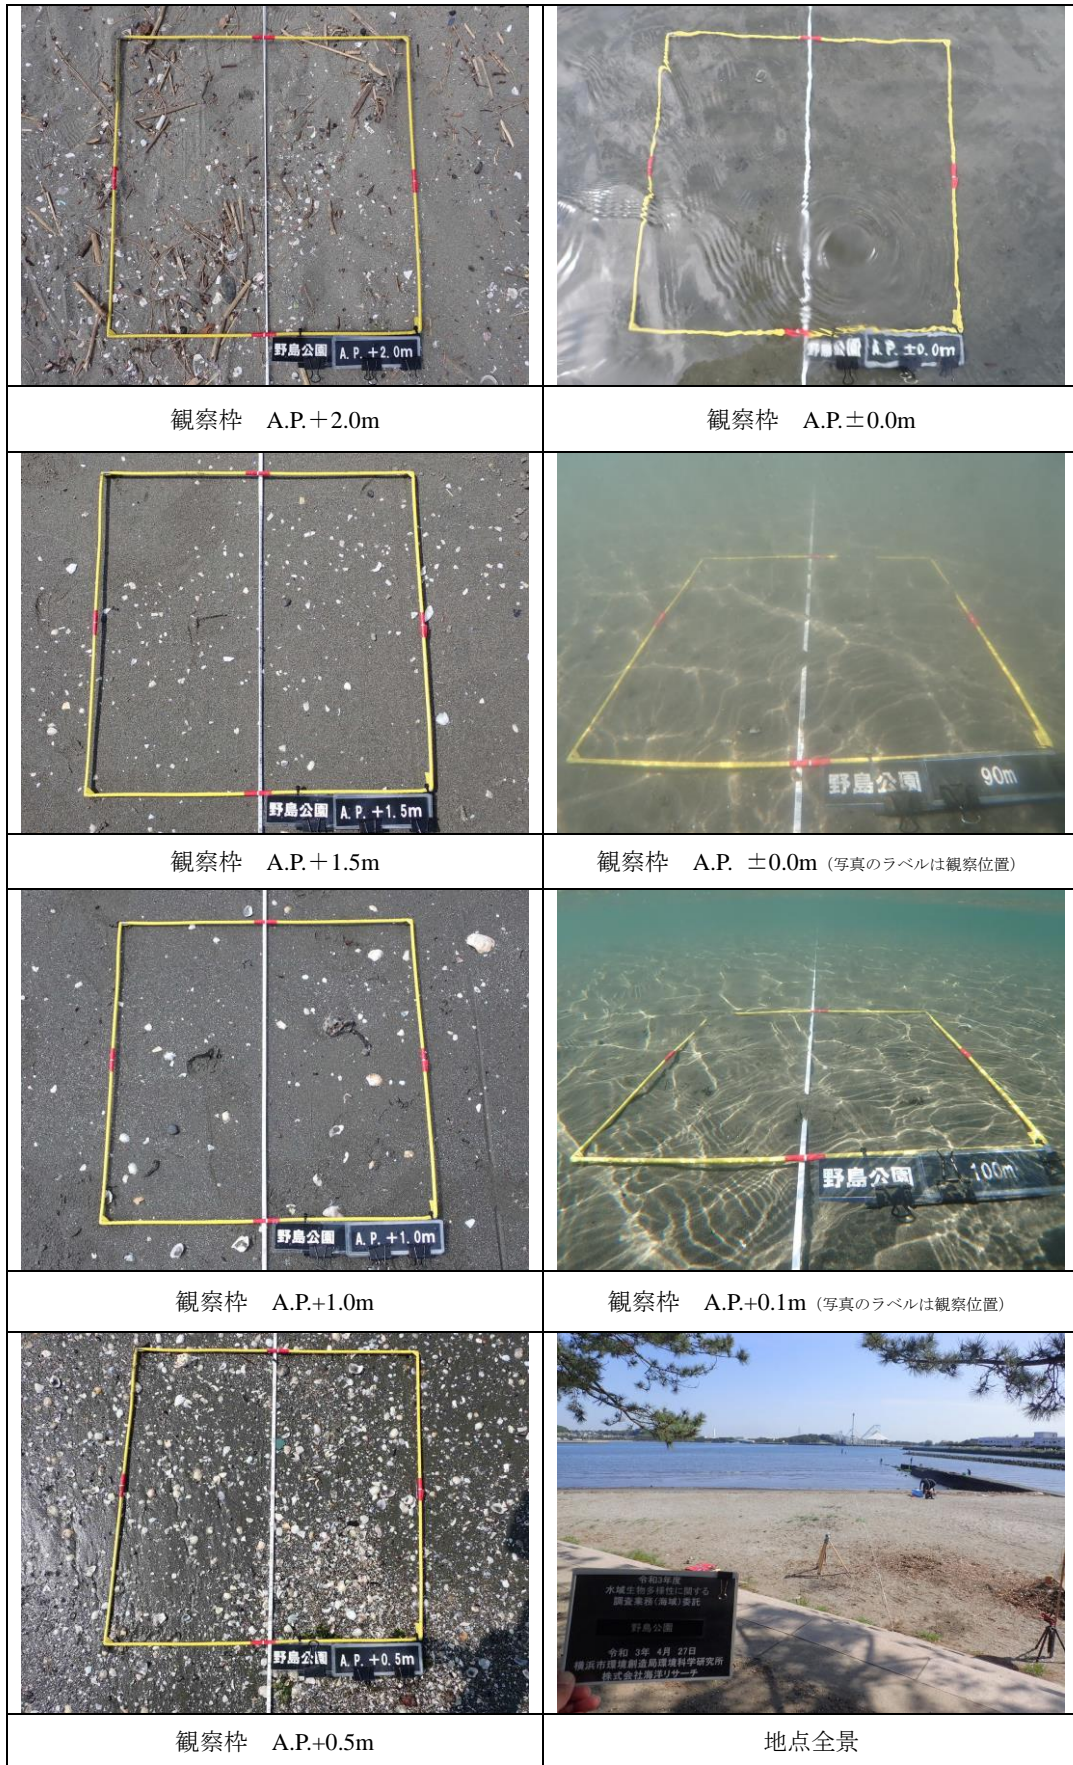 野島公園 A.P.+2.0m
野島公園 A.P.±0.0m
観察枠 A.P.＋2.0m
観察枠 A.P.±0.0m
野島公園 A.P.+1.5m
野島公園 90m
観察枠 A.P.＋1.5m
観察枠 A.P. ±0.0m（写真のラベルは観察位置）
野島公園 A.P.+1.0m
野島公園 100m
観察枠 A.P.+1.0m
観察枠 A.P.+0.1m（写真のラベルは観察位置）
野島公園 A.P.+0.5m
令和3年度
水域生物多様性に関する
調査業務(海域)委託
野島公園
令和 3年 4月 27日
横浜市環境創造局環境科学研究所
株式会社海洋リサーチ
観察枠 A.P.+0.5m
地点全景